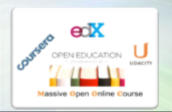 coursera
edX
OPEN EDUCATION
UDACITY
Massive Open Online Course